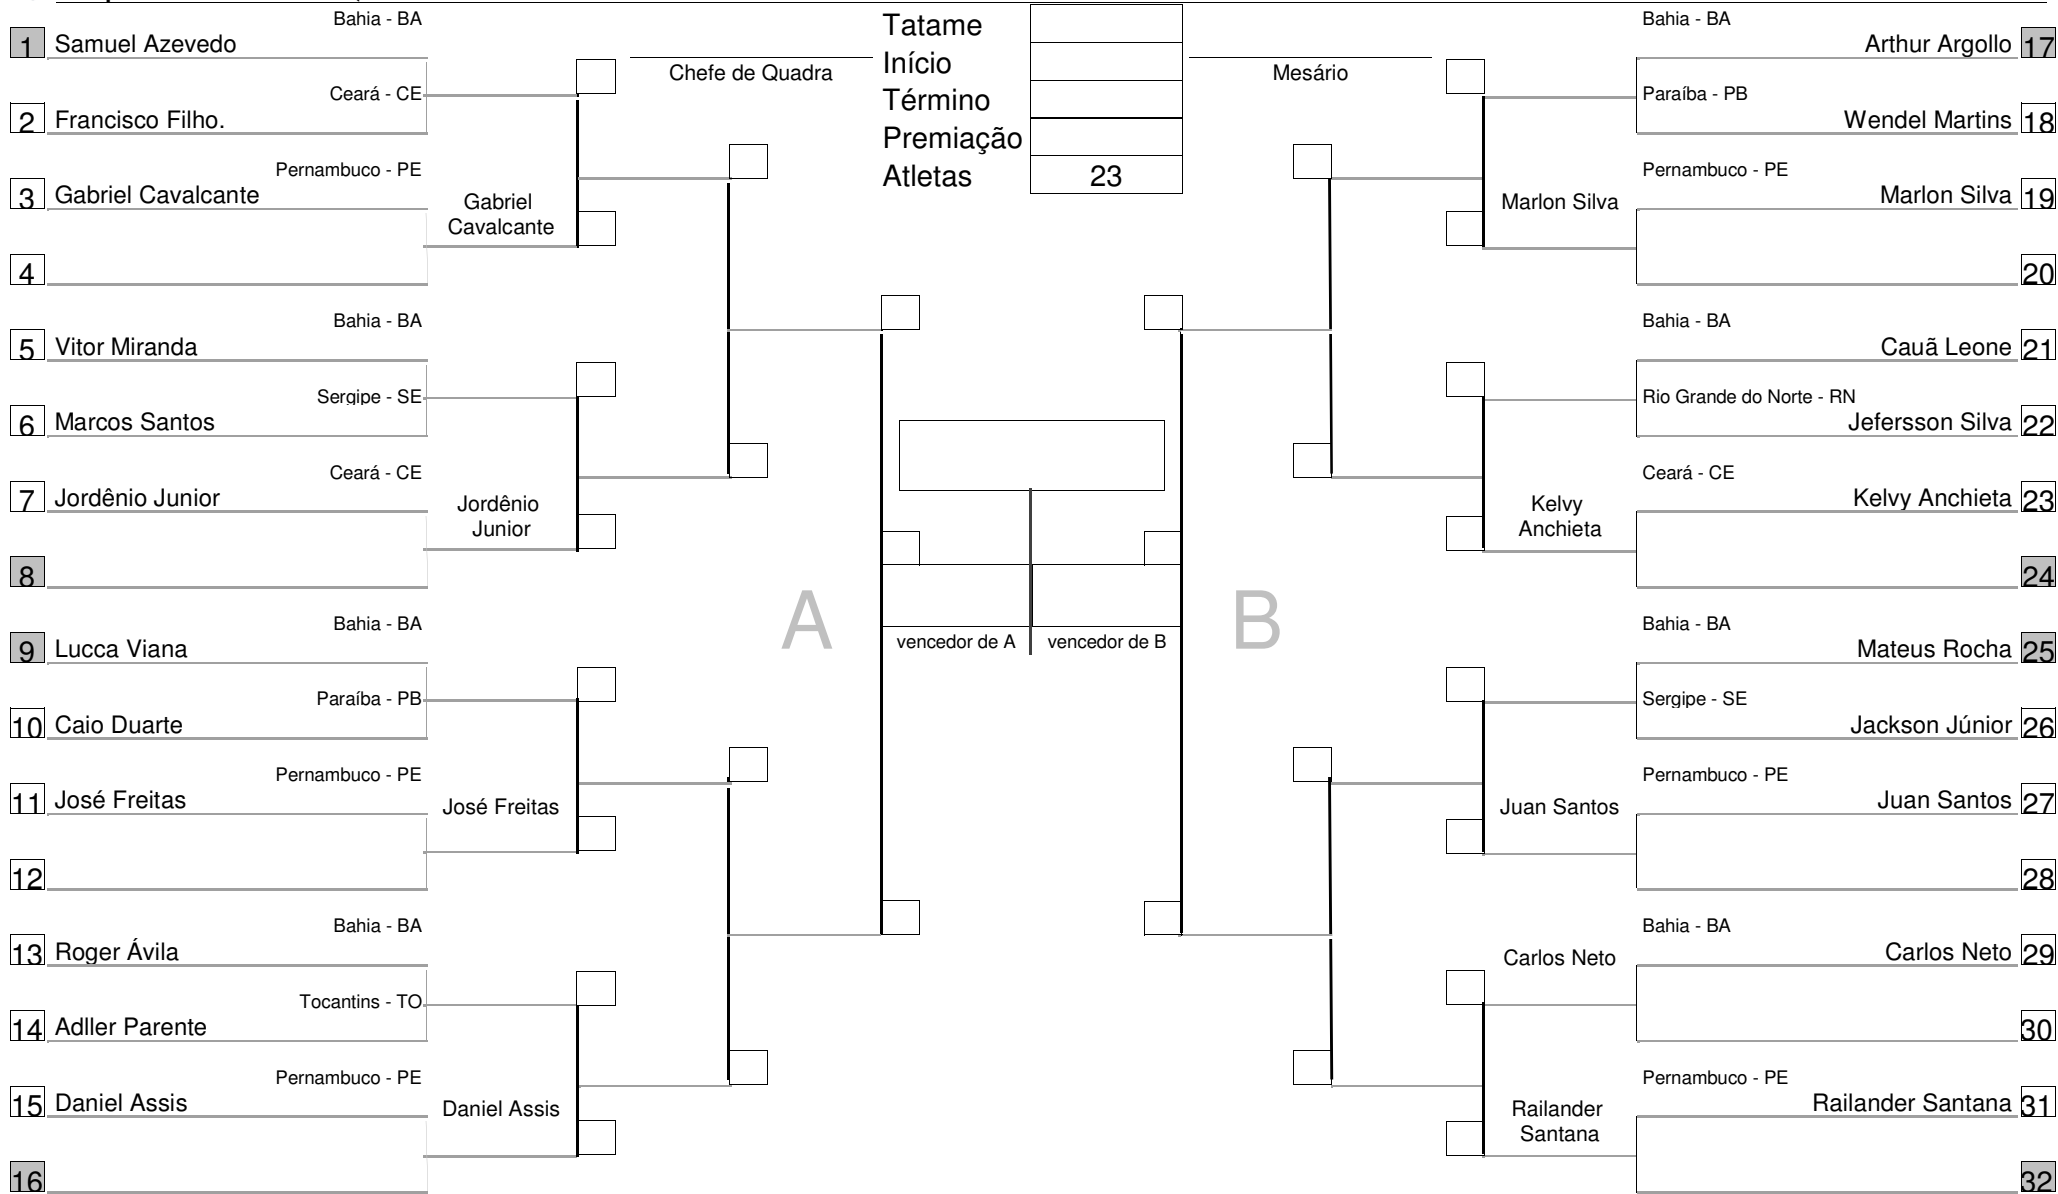 Bahia - BA
1 Samuel Azevedo
Ceará - CE
2 Francisco Filho.
Pernambuco - PE
3 Gabriel Cavalcante
Gabriel
Cavalcante
4
Bahia - BA
5 Vitor Miranda
Sergipe - SE
6 Marcos Santos
Ceará - CE
7 Jordênio Junior
Jordênio
Junior
8
Bahia - BA
9 Lucca Viana
Paraíba - PB
10 Caio Duarte
Pernambuco - PE
11 José Freitas
José Freitas
12
Bahia - BA
13 Roger Ávila
Tocantins - TO
14 Adller Parente
Pernambuco - PE
15 Daniel Assis
Daniel Assis
16
Chefe de Quadra
Tatame
Início
Término
Premiação
Atletas 23
Mesário
A
B
vencedor de A
vencedor de B
Bahia - BA
Arthur Argollo 17
Paraíba - PB
Wendel Martins 18
Pernambuco - PE
Marlon Silva 19
Marlon Silva
20
Bahia - BA
Cauã Leone 21
Rio Grande do Norte - RN
Jefersson Silva 22
Ceará - CE
Kelvy Anchieta 23
Kelvy
Anchieta
24
Bahia - BA
Mateus Rocha 25
Sergipe - SE
Jackson Júnior 26
Pernambuco - PE
Juan Santos 27
Juan Santos
28
Bahia - BA
Carlos Neto 29
Carlos Neto
30
Pernambuco - PE
Railander Santana 31
Railander
Santana
32